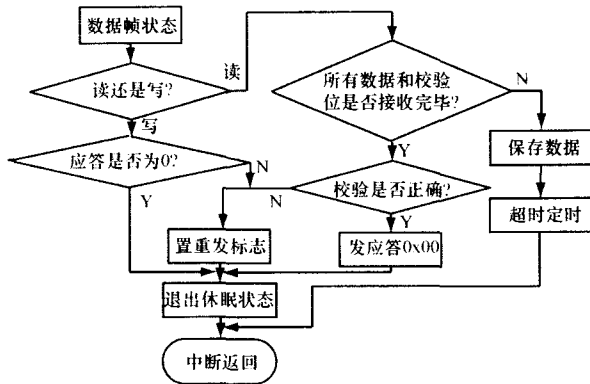 数据帧状态
读
读还是写?
所有数据和校验
位是否接收完毕?
N
写
应答是否为0?
N
Y
Y
保存数据
校验是否正确?
N
Y
超时定时
置重发标志
发应答0x00
退出休眠状态
中断返回